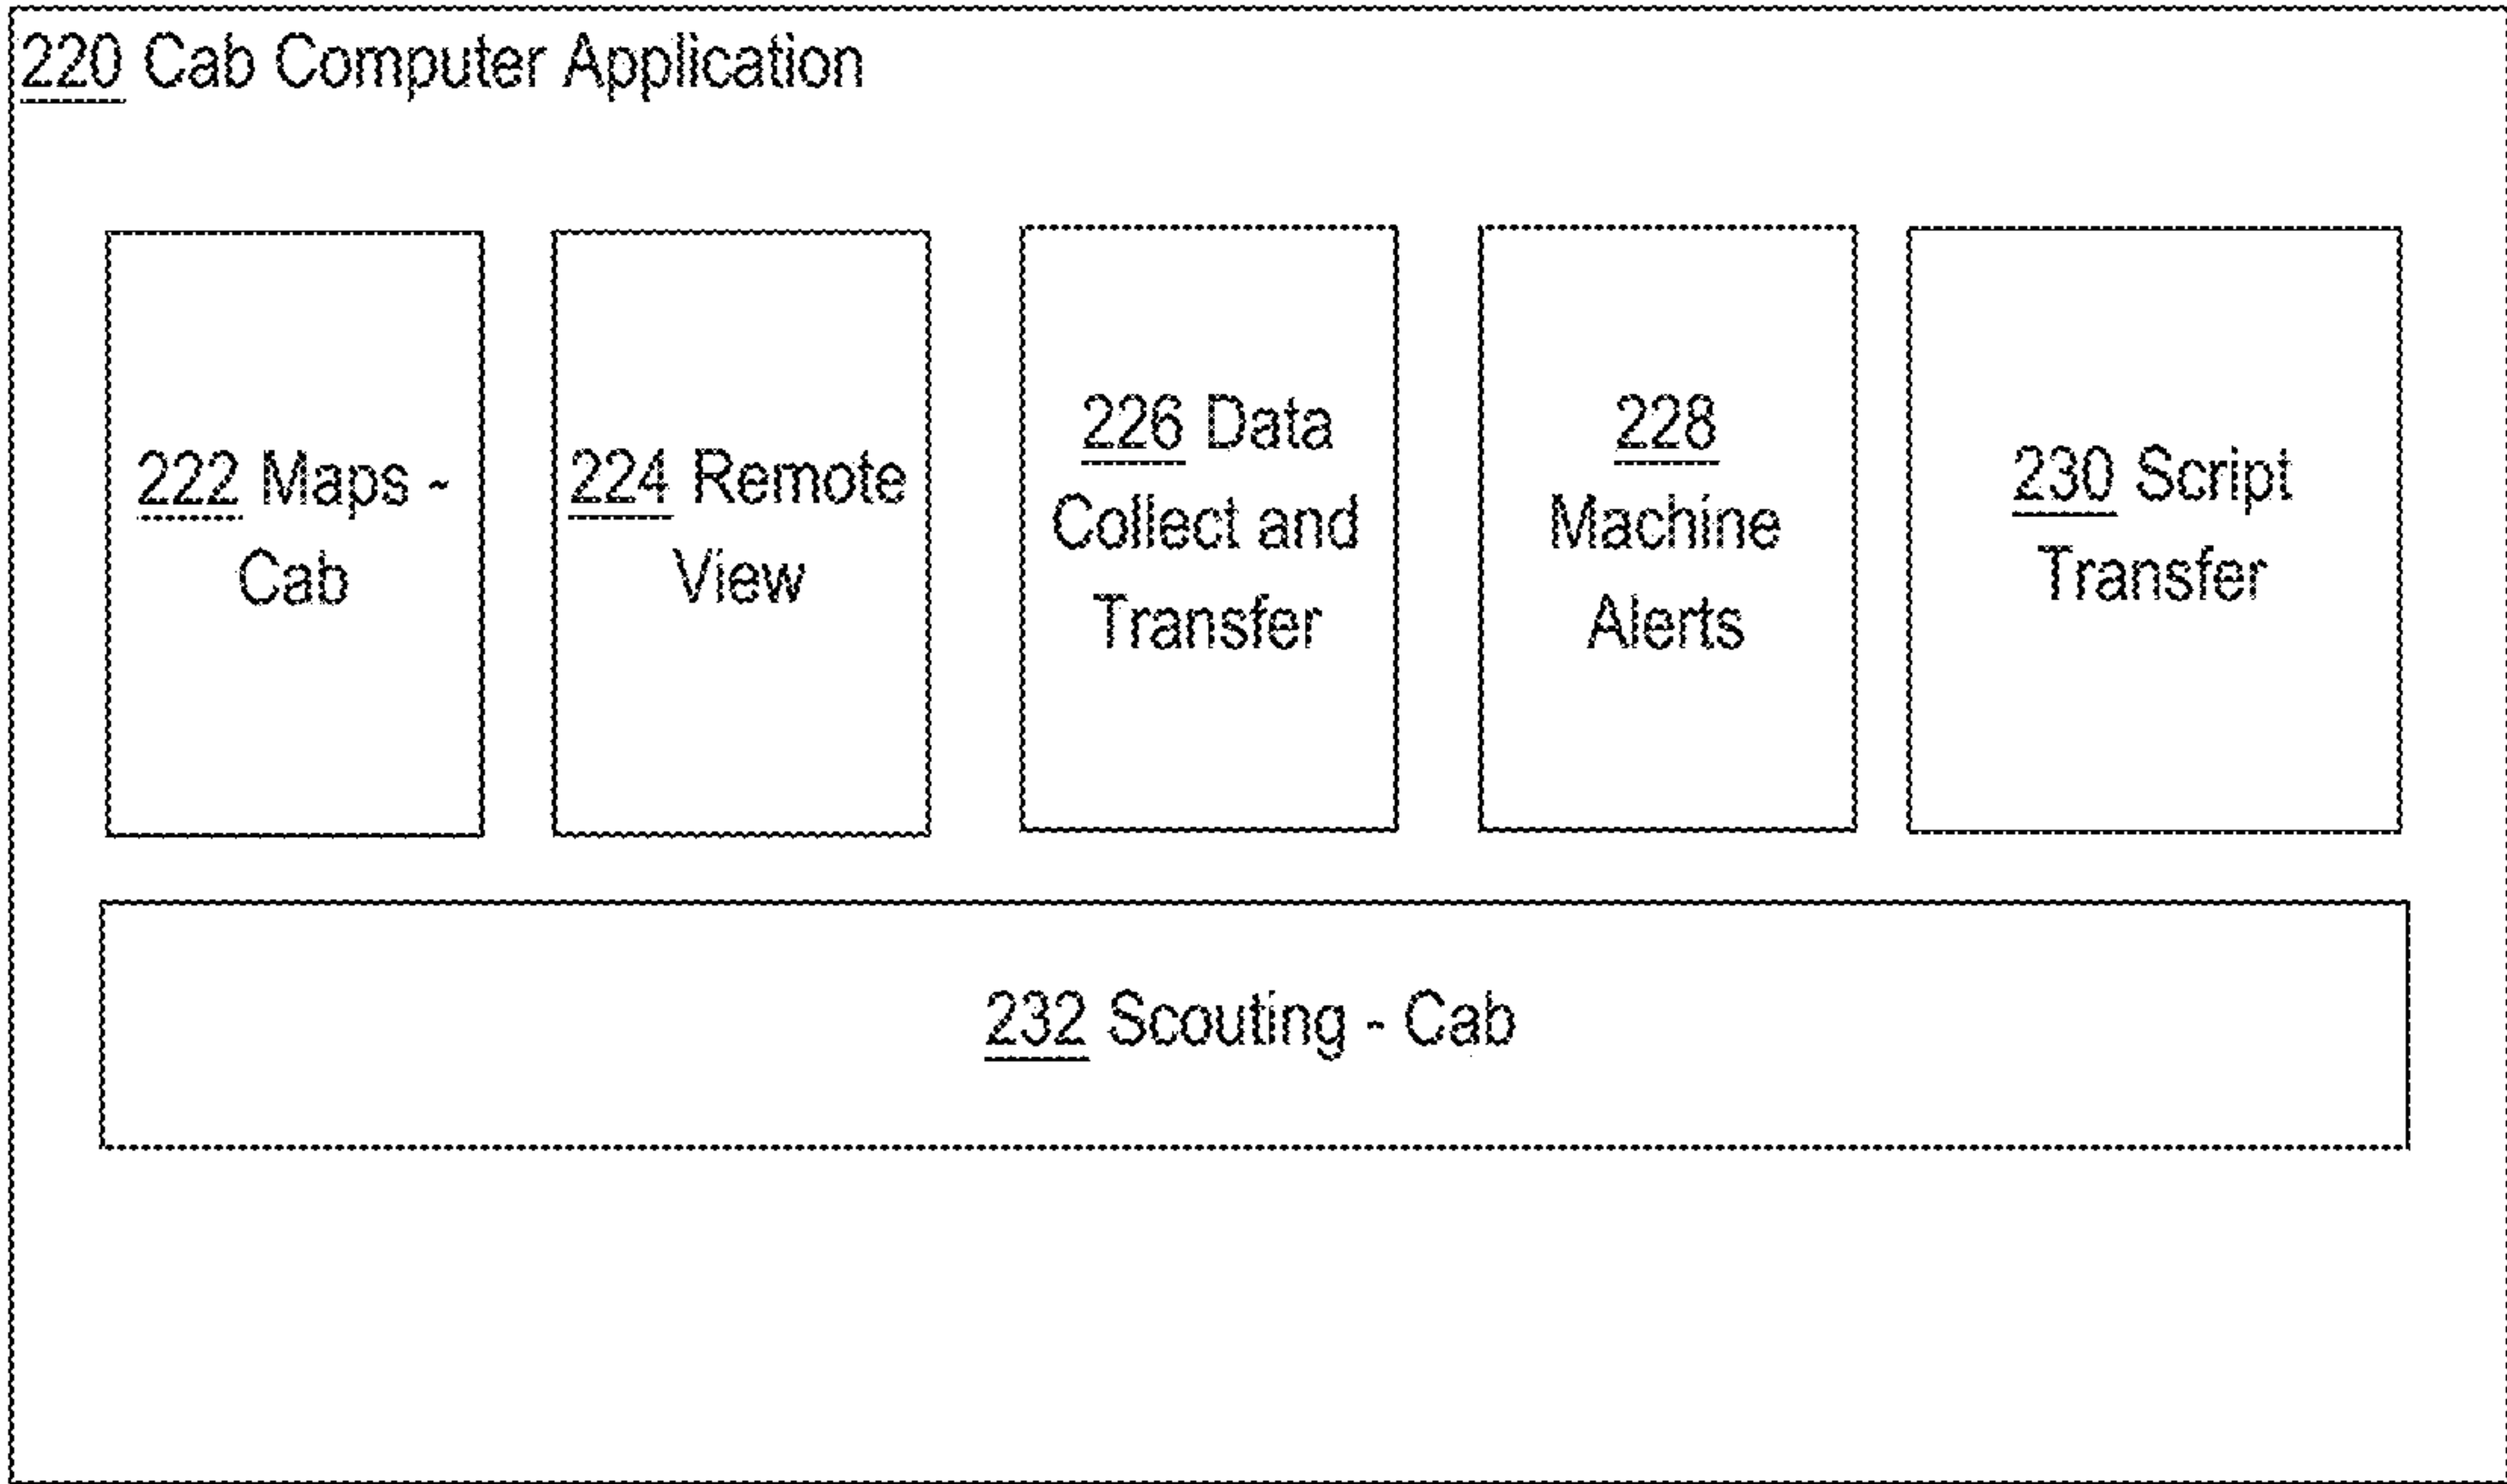 220 Cab Computer Application
222 Maps -
Cab
224 Remote
View
226 Data
Collect and
Transfer
228
Machine
Alerts
230 Script
Transfer
232 Scouting - Cab